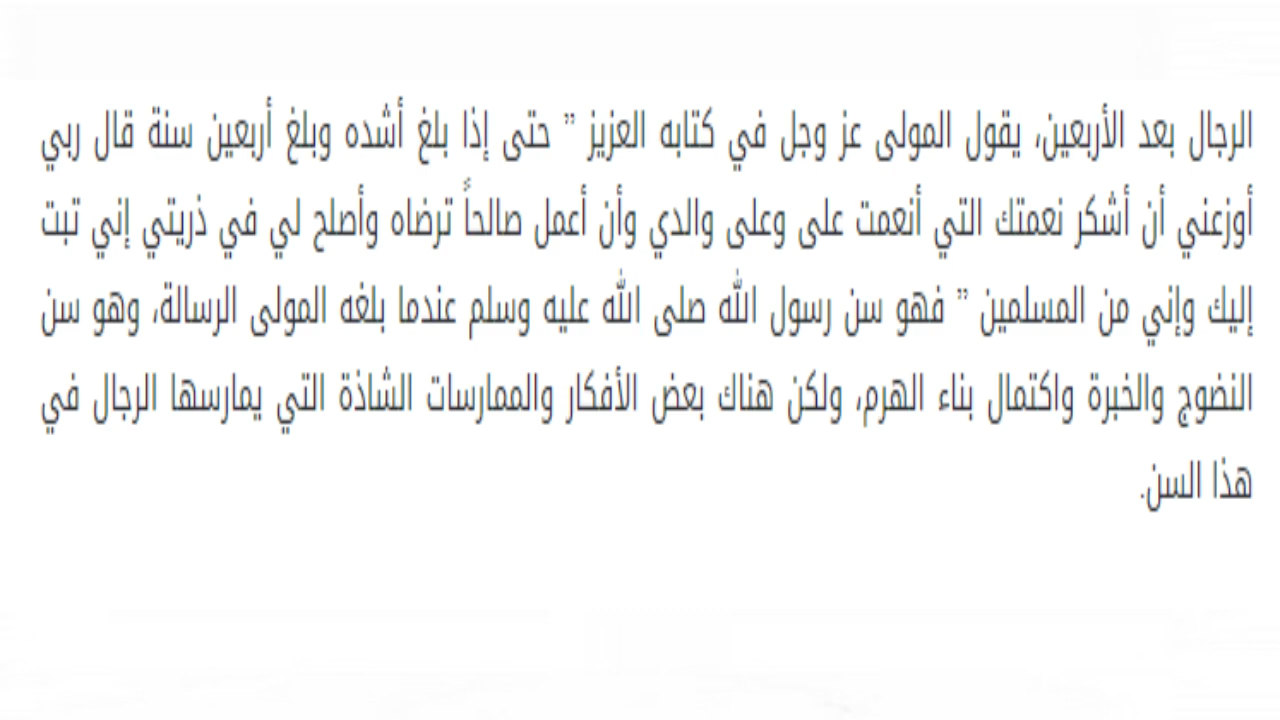 الرجال بعد الأربعين، يقول المولى عز وجل في كتابه العزيز ” حتى إذا بلغ أشده وبلغ أربعين سنة قال ربي
أوزعني أن أشكر نعمتك التي أنعمت على وعلى والدي وأن أعمل صالحاً ترضاه وأصلح لي في ذريتي إني تبت
إليك وإني من المسلمين ” فهو سن رسول الله صلى الله عليه وسلم عندما بلغه المولى الرسالة، وهو سن
النضوج والخبرة واكتمال بناء الهرم، ولكن هناك بعض الأفكار والممارسات الشاذة التي يمارسها الرجال في
هذا السن.